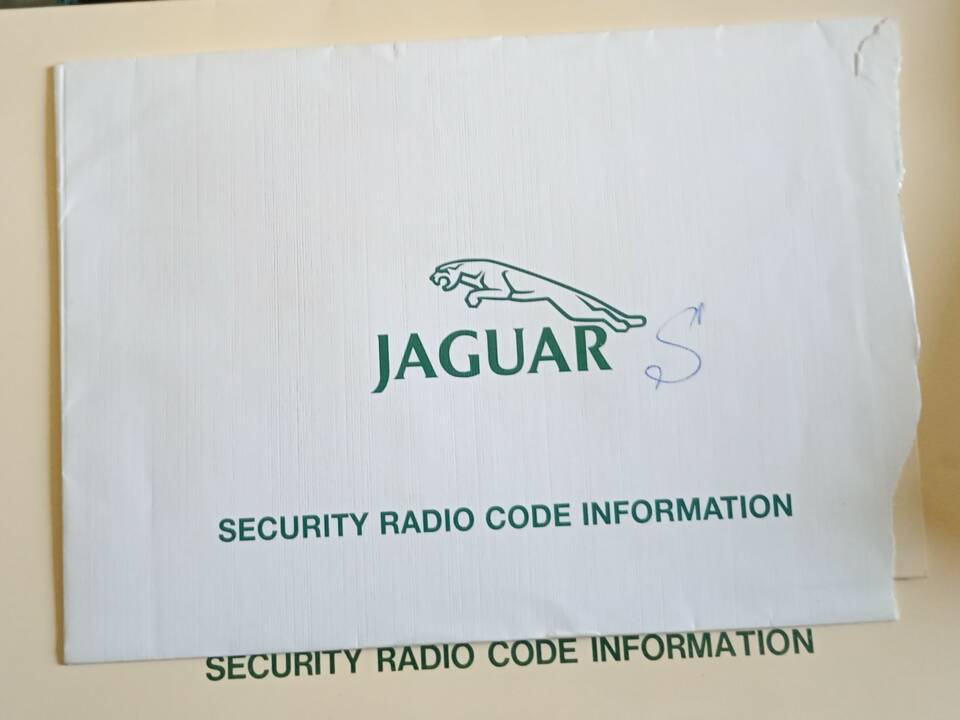 JAGUAR S
SECURITY RADIO CODE INFORMATION
SECURITY RADIO CODE INFORMATION